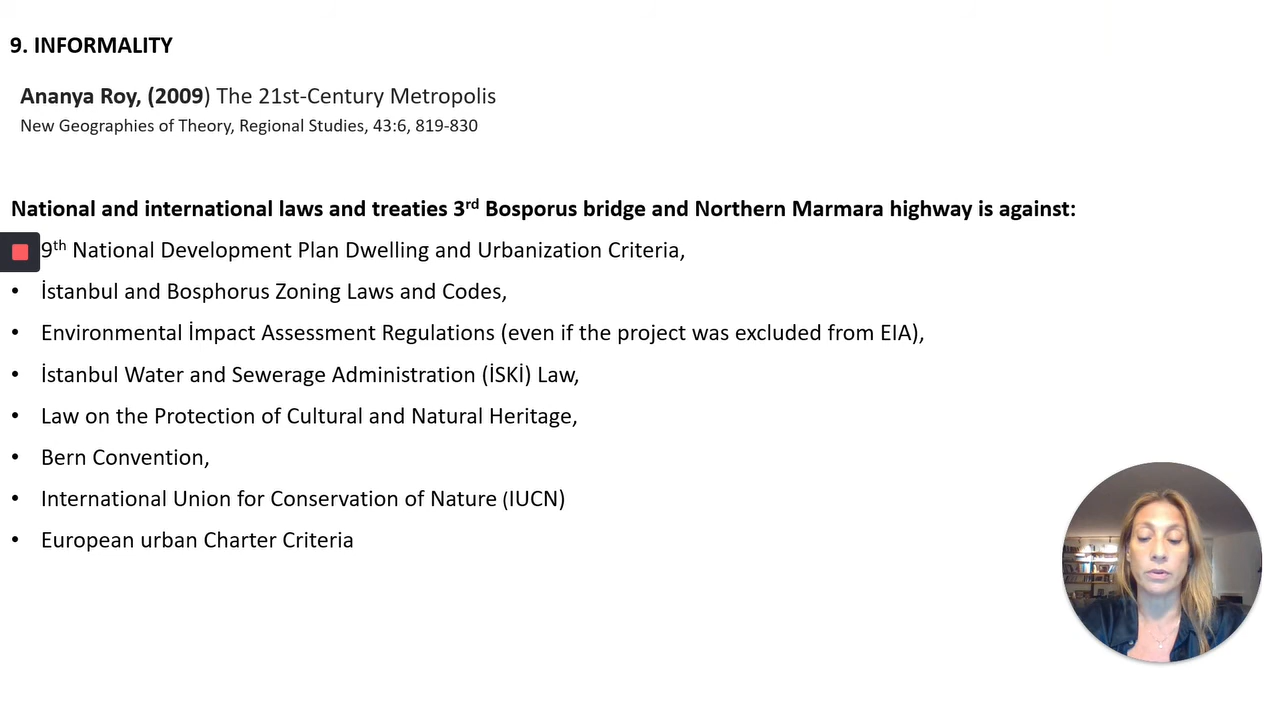 9. INFORMALITY
Ananya Roy, (2009) The 21st-Century Metropolis
New Geographies of Theory, Regional Studies, 43:6, 819-830
National and international laws and treaties 3rd Bosporus bridge and Northern Marmara highway is against:
9th National Development Plan Dwelling and Urbanization Criteria,
• İstanbul and Bosphorus Zoning Laws and Codes,
• Environmental İmpact Assessment Regulations (even if the project was excluded from EIA),
• İstanbul Water and Sewerage Administration (İSKİ) Law,
• Law on the Protection of Cultural and Natural Heritage,
• Bern Convention,
• International Union for Conservation of Nature (IUCN)
• European urban Charter Criteria